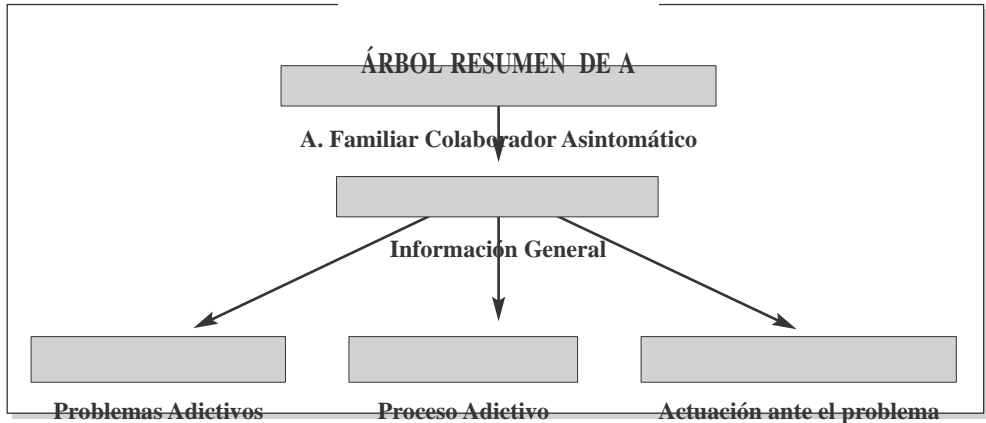 ÁRBOL RESUMEN DE A
A. Familiar Colaborador Asintomático
Información General
Problemas Adictivos
Proceso Adictivo
Actuación ante el problema